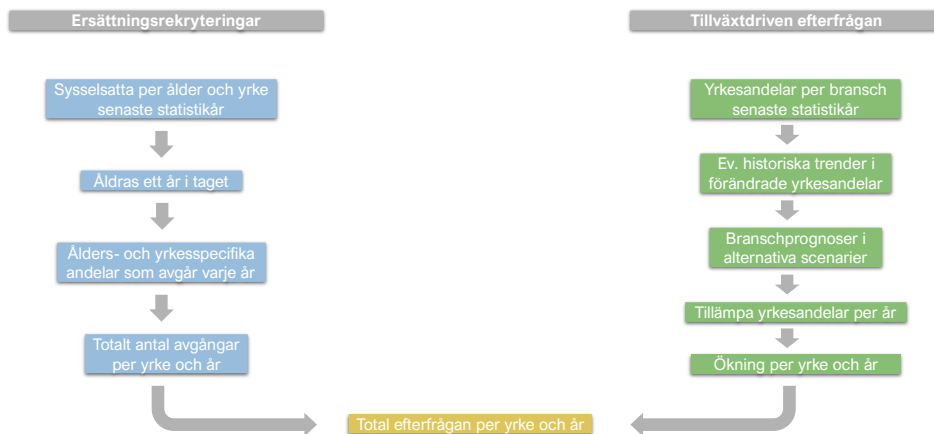 Ersättningsrekryteringar
Sysselsatta per ålder och yrke
senaste statistikår
Åldras ett år i taget
Ålders- och yrkesspecifika
andelar som avgår varje år
Totalt antal avgångar
per yrke och år
Tillväxtdriven efterfrågan
Yrkesandelar per bransch
senaste statistikår
Ev. historiska trender i
förändrade yrkesandelar
Branschprognoser i
alternativa scenarier
Tillämpa yrkesandelar per år
Ökning per yrke och år
Total efterfrågan per yrke och år